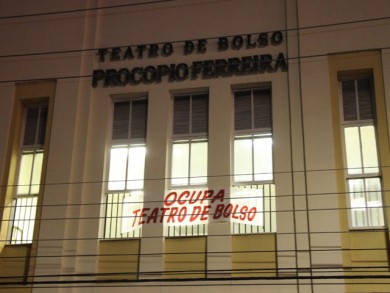 TEATRO DE BOLSO
PROCOPIO FERREIRA
OCUPA
TEATRO DE BOLSO